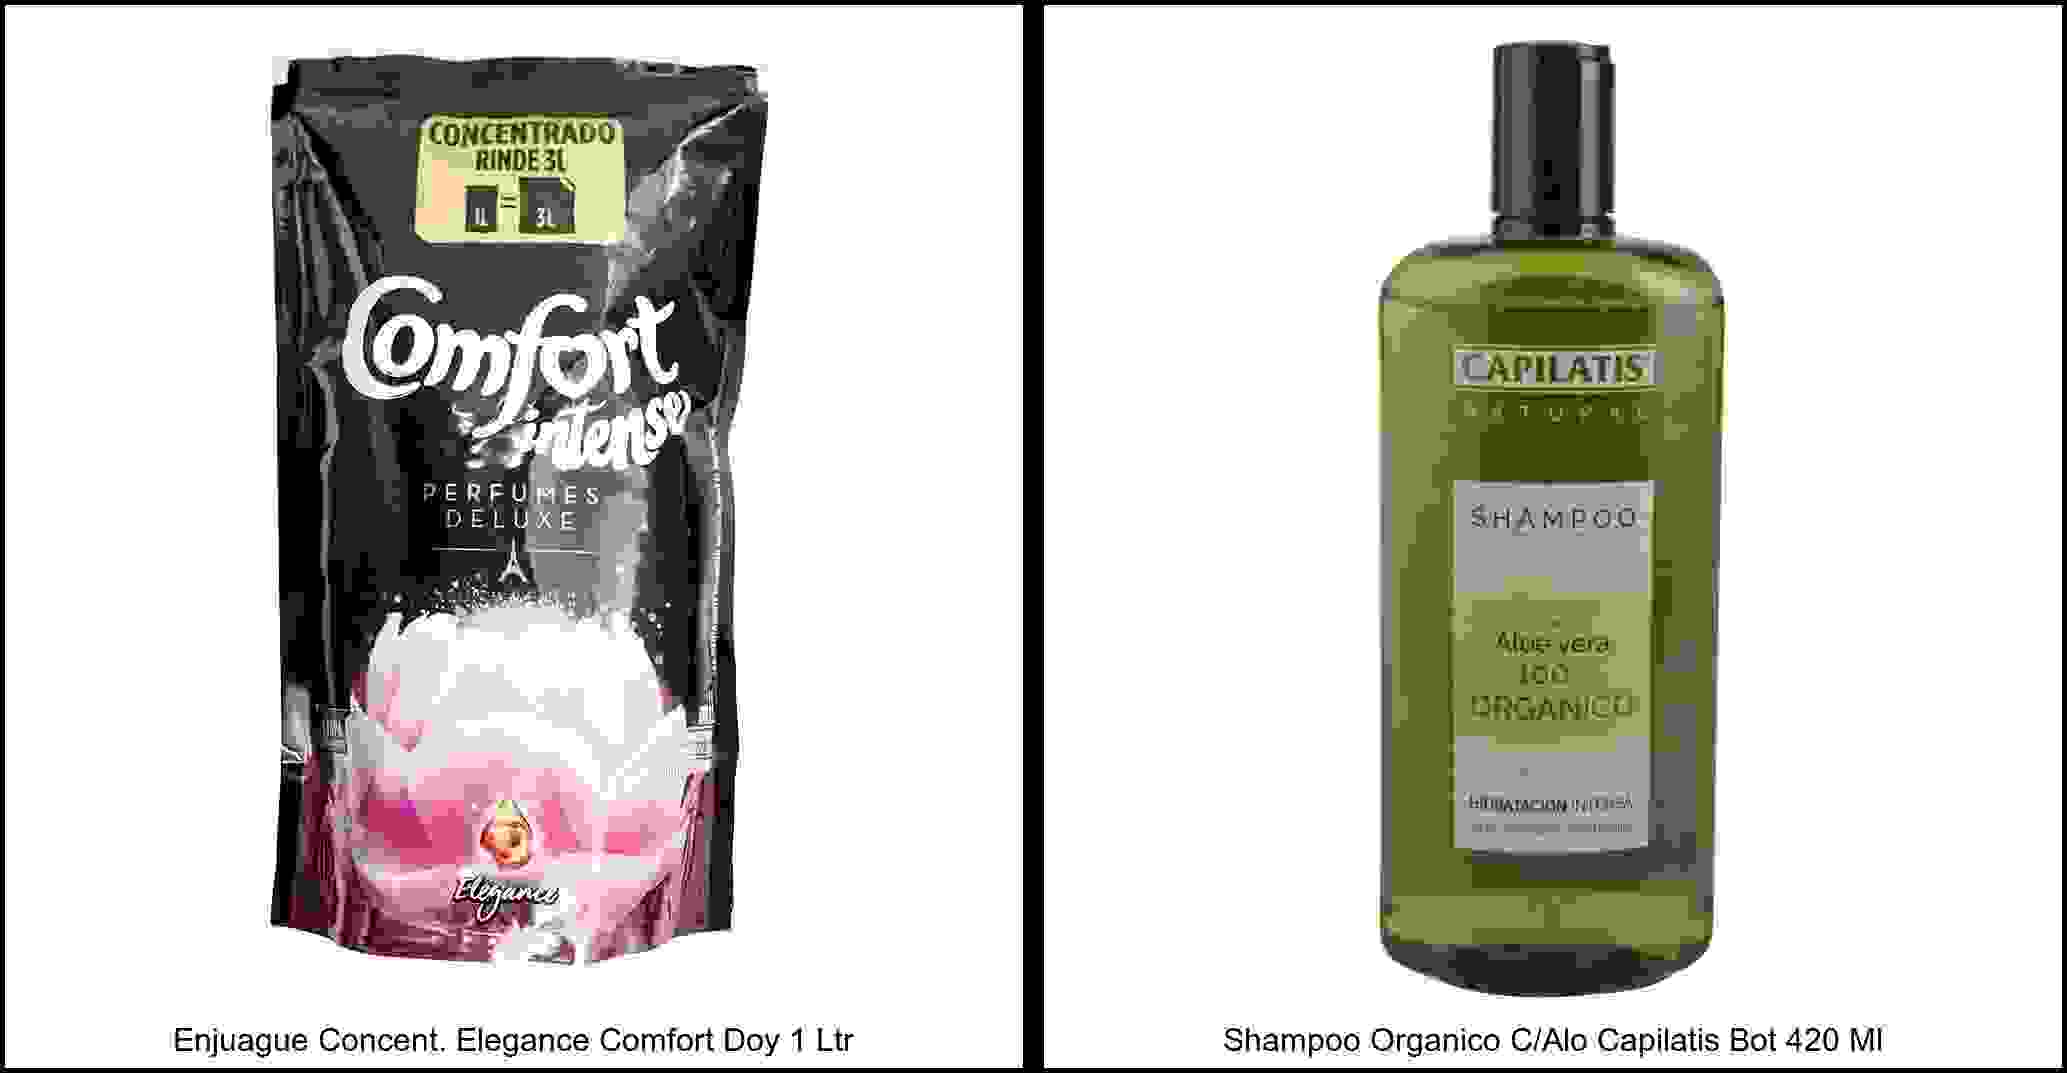 CONCENTRADO
RINDE 3L
1L = 3L
Comfort
intense
PERFUMES
DELUXE
Elegance
Enjuague Concent. Elegance Comfort Doy 1 Ltr
CAPILATIS
NATURAL
SHAMPOO
Aloe vera
100
ORGANICO
HIDRATACION INTENSA
Shampoo Organico C/Alo Capilatis Bot 420 Ml